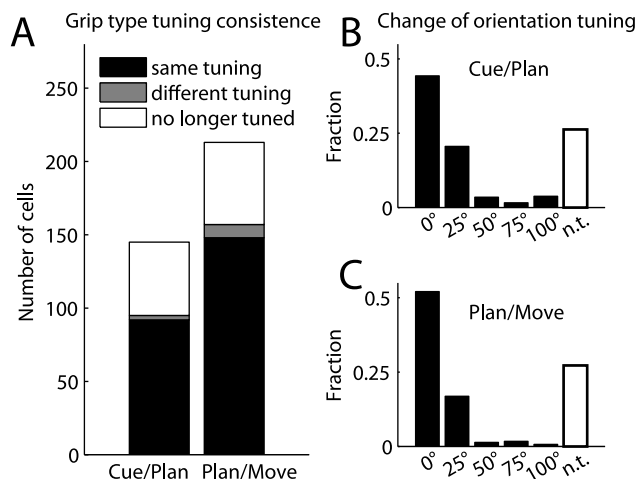 A
Grip type tuning consistence
same tuning
different tuning
no longer tuned
Number of cells
250
200
150
100
50
0
Cue/Plan
Plan/Move
Change of orientation tuning
B
Cue/Plan
Fraction
0.5
0.25
0
0° 25° 50° 75° 100° n.t.
C
Plan/Move
Fraction
0.5
0.25
0
0° 25° 50° 75° 100° n.t.